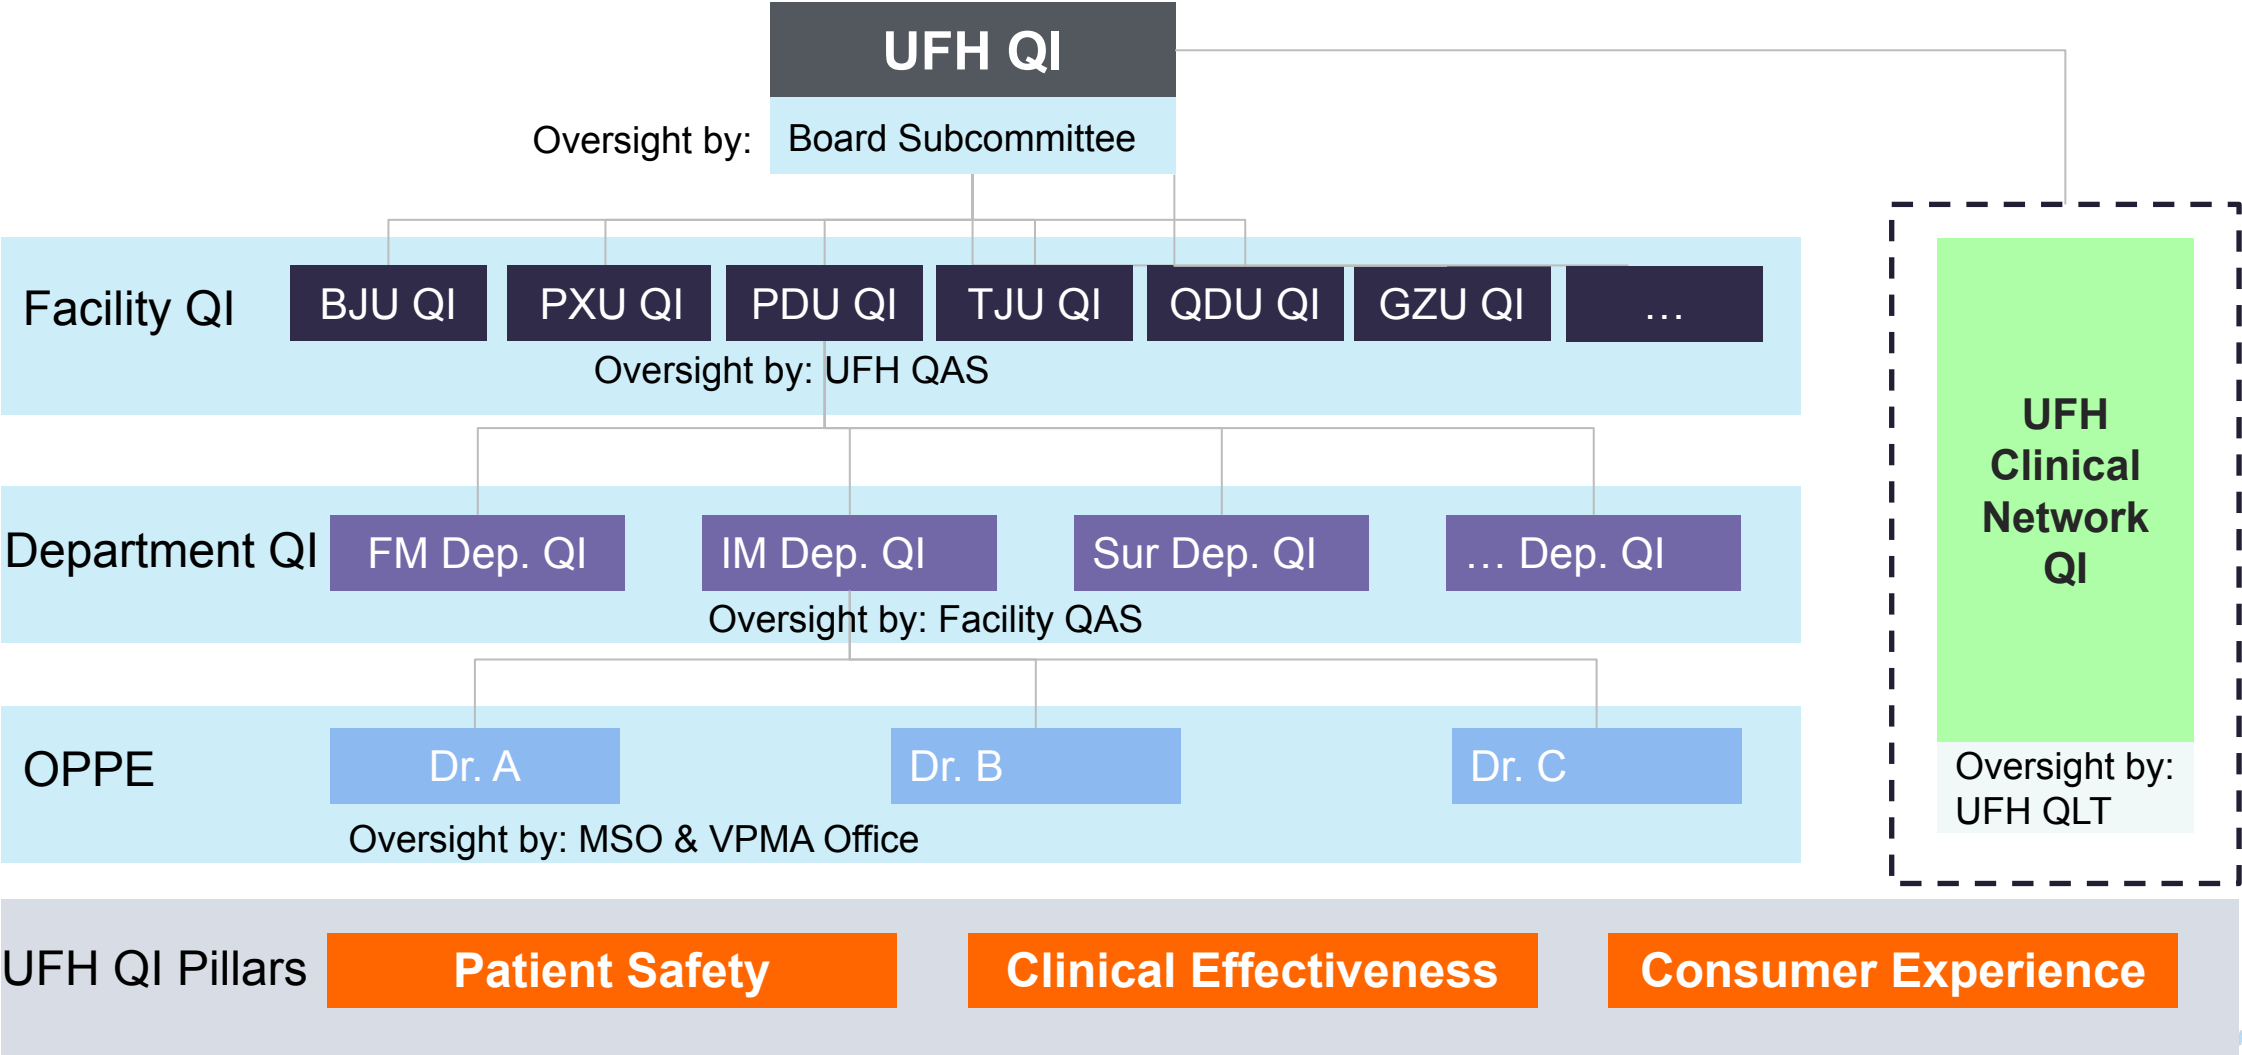 UFH QI
Oversight by: Board Subcommittee
Facility QI
BJU QI
PXU QI
PDU QI
TJU QI
QDU QI
GZU QI
…
Oversight by: UFH QAS
Department QI
FM Dep. QI
IM Dep. QI
Sur Dep. QI
… Dep. QI
Oversight by: Facility QAS
OPPE
Dr. A
Dr. B
Dr. C
Oversight by: MSO & VPMA Office
UFH
Clinical
Network
QI
Oversight by:
UFH QLT
UFH QI Pillars
Patient Safety
Clinical Effectiveness
Consumer Experience